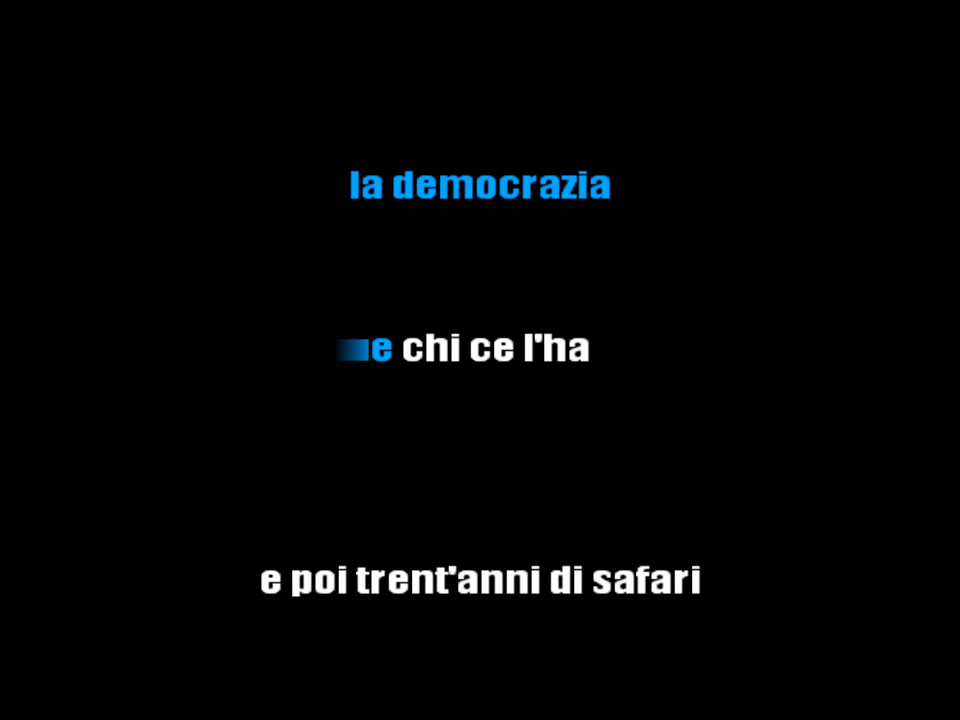 la democrazia
e chi ce l'ha
e poi trent'anni di safari